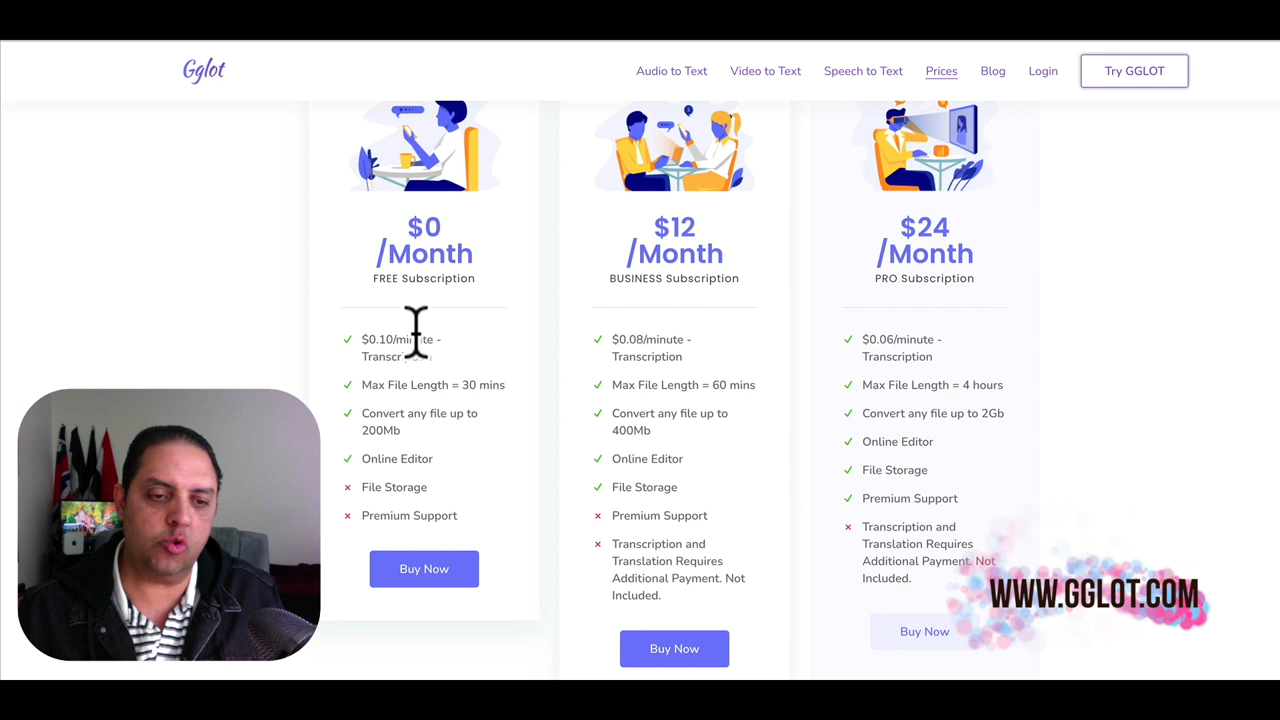 Gglot
Audio to Text
Video to Text
Speech to Text
Prices
Blog
Login
Try GGLOT
$0
/Month
FREE Subscription
$0.10/minute -
✓ Max File Length = 30 mins
✓ Convert any file up to
200Mb
✓ Online Editor
× File Storage
× Premium Support
Buy Now
$12
/Month
BUSINESS Subscription
✓ $0.08/minute -
Transcription
✓ Max File Length = 60 mins
✓ Convert any file up to
400Mb
✓ Online Editor
✓ File Storage
× Premium Support
× Transcription and
Translation Requires
Additional Payment. Not
Included.
Buy Now
$24
/Month
PRO Subscription
✓ $0.06/minute -
Transcription
✓ Max File Length = 4 hours
✓ Convert any file up to 2Gb
✓ Online Editor
✓ File Storage
✓ Premium Support
× Transcription and
Translation Requires
Additional Payment. Not
Included.
Buy Now
WWW.GGLOT.COM